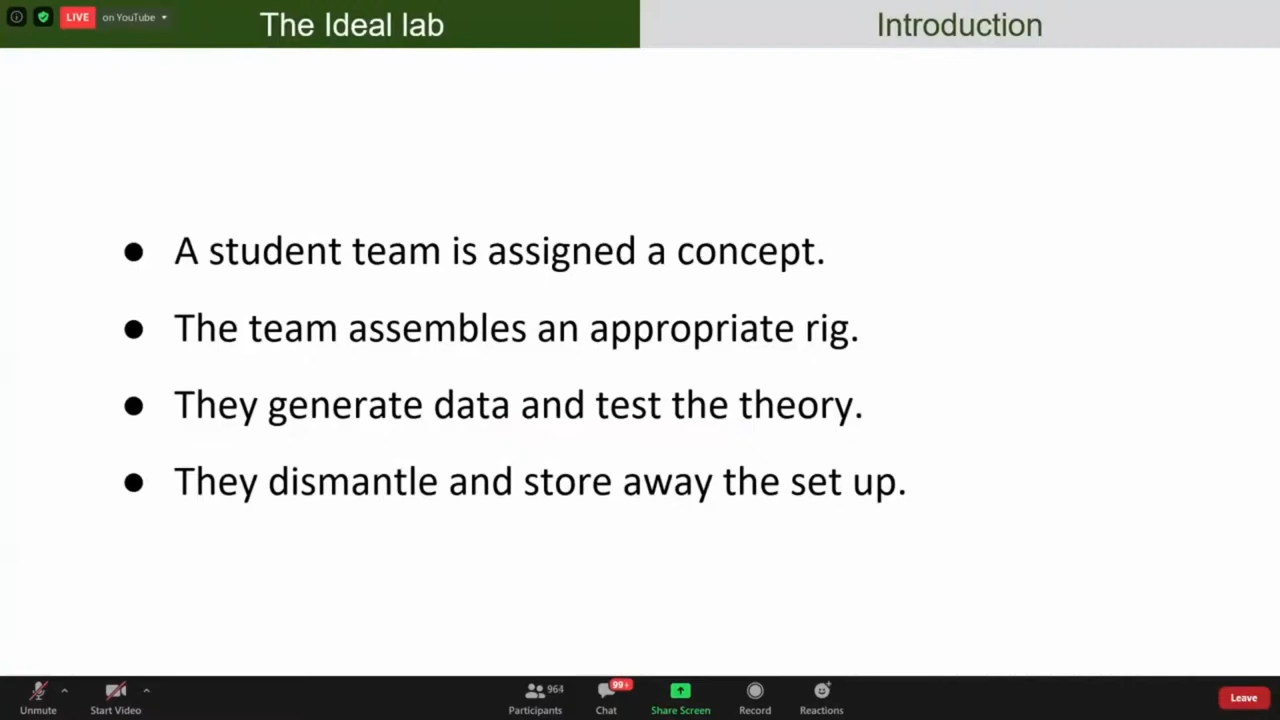 LIVE on YouTube
The Ideal lab
Introduction
● A student team is assigned a concept.
● The team assembles an appropriate rig.
● They generate data and test the theory.
● They dismantle and store away the set up.
964
99+
Unmute
Start Video
Participants
Chat
Share Screen
Record
Reactions
Leave